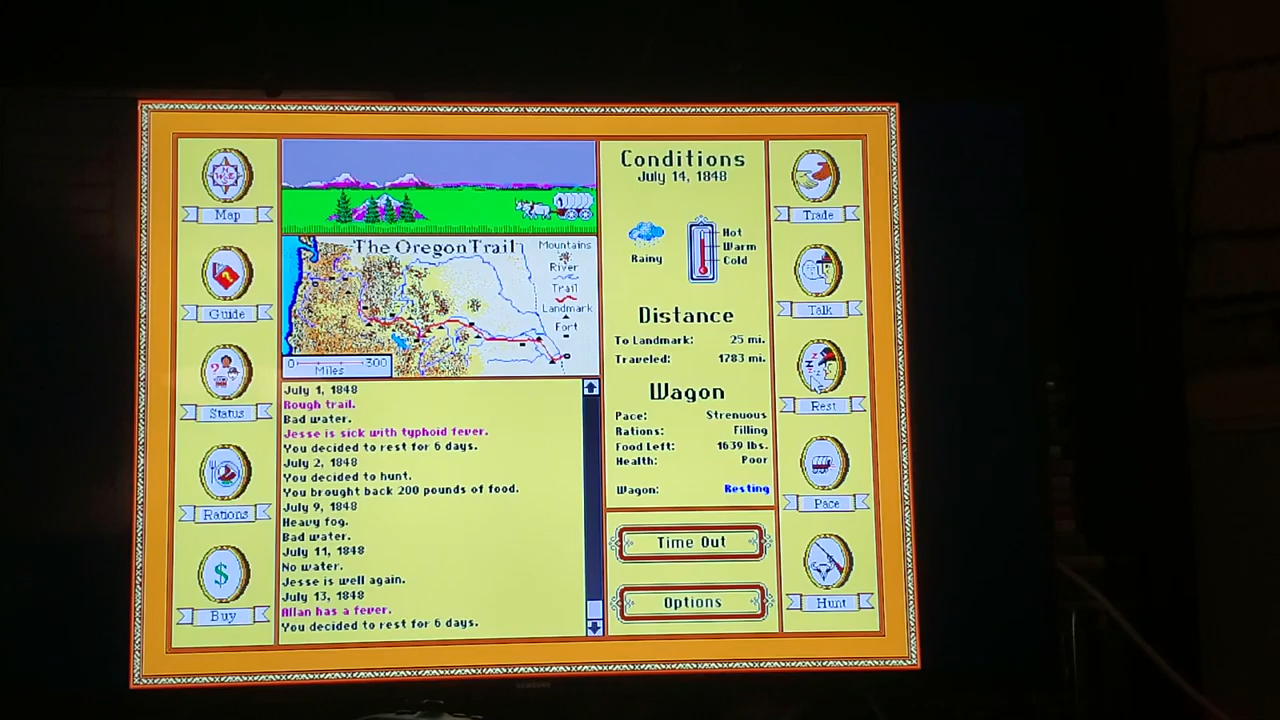 Map
Guide
Status
Rations
Buy
The Oregon Trail
Mountains
River
Trail
Landmark
Fort
0 300
Miles
July 1, 1848
Rough trail.
Bad water.
Jesse is sick with typhoid fever.
You decided to rest for 6 days.
July 2, 1848
You decided to hunt.
You brought back 200 pounds of food.
July 9, 1848
Heavy fog.
Bad water.
July 11, 1848
No water.
Jesse is well again.
July 13, 1848
Allan has a fever.
You decided to rest for 6 days.
Conditions
July 14, 1848
Rainy
Hot
Warm
Cold
Distance
To Landmark: 25 mi.
Traveled: 1783 mi.
Wagon
Pace: Strenuous
Rations: Filling
Food Left: 1639 lbs.
Health: Poor
Wagon: Resting
Time Out
Options
Trade
Talk
Rest
Pace
Hunt
SAMSUNG